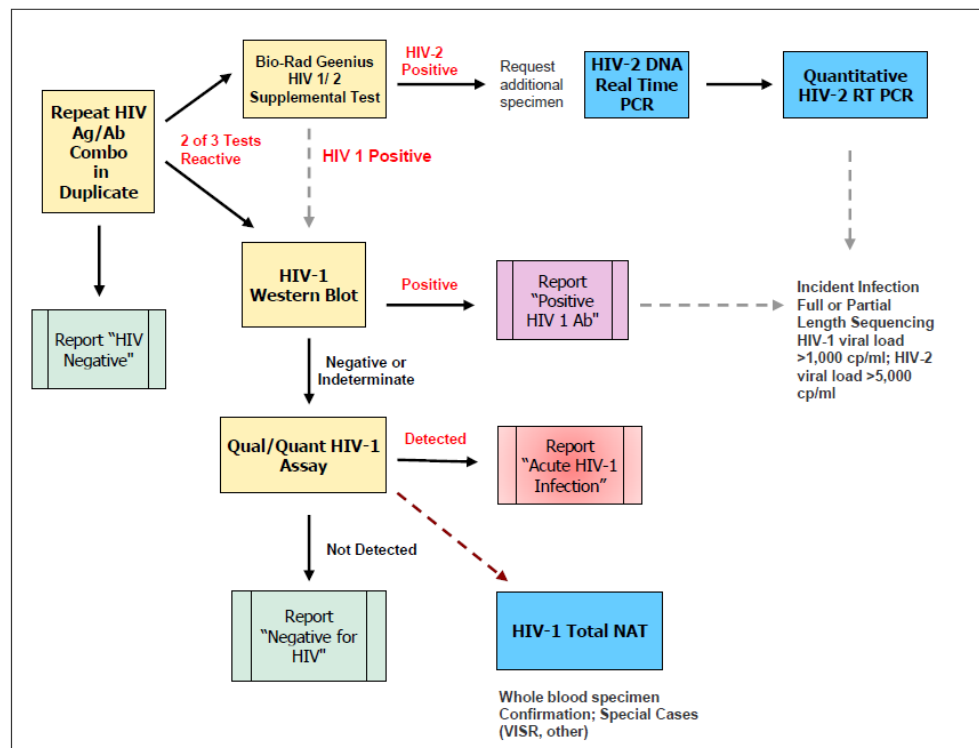 Repeat HIV
Ag/Ab
Combo
in
Duplicate
2 of 3 Tests
Reactive
Bio-Rad Geenius
HIV 1/ 2
Supplemental Test
HIV-2
Positive
Request
additional
specimen
HIV-2 DNA
Real Time
PCR
Quantitative
HIV-2 RT PCR
HIV 1 Positive
Report "HIV
Negative"
HIV-1
Western Blot
Positive
Report
"Positive
HIV 1 Ab"
Incident Infection
Full or Partial
Length Sequencing
HIV-1 viral load
>1,000 cp/ml; HIV-2
viral load >5,000
cp/ml
Negative or
Indeterminate
Qual/Quant HIV-1
Assay
Detected
Report
"Acute HIV-1
Infection"
Not Detected
Report
"Negative for
HIV"
HIV-1 Total NAT
Whole blood specimen
Confirmation; Special Cases
(VISR, other)